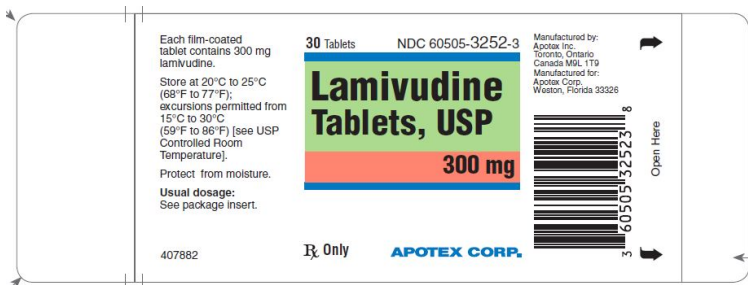 Each film-coated
tablet contains 300 mg
lamivudine.
Store at 20°C to 25°C
(68°F to 77°F);
excursions permitted from
15°C to 30°C
(59°F to 86°F) [see USP
Controlled Room
Temperature].
Protect from moisture.
Usual dosage:
See package insert.
407882
30 Tablets NDC 60505-3252-3
Lamivudine
Tablets, USP
300 mg
℞ Only APOTEX CORP.
Manufactured by:
Apotex Inc.
Toronto, Ontario
Canada M9L 1T9
Manufactured for:
Apotex Corp.
Weston, Florida 33326
3 60505 32523 8
Open Here